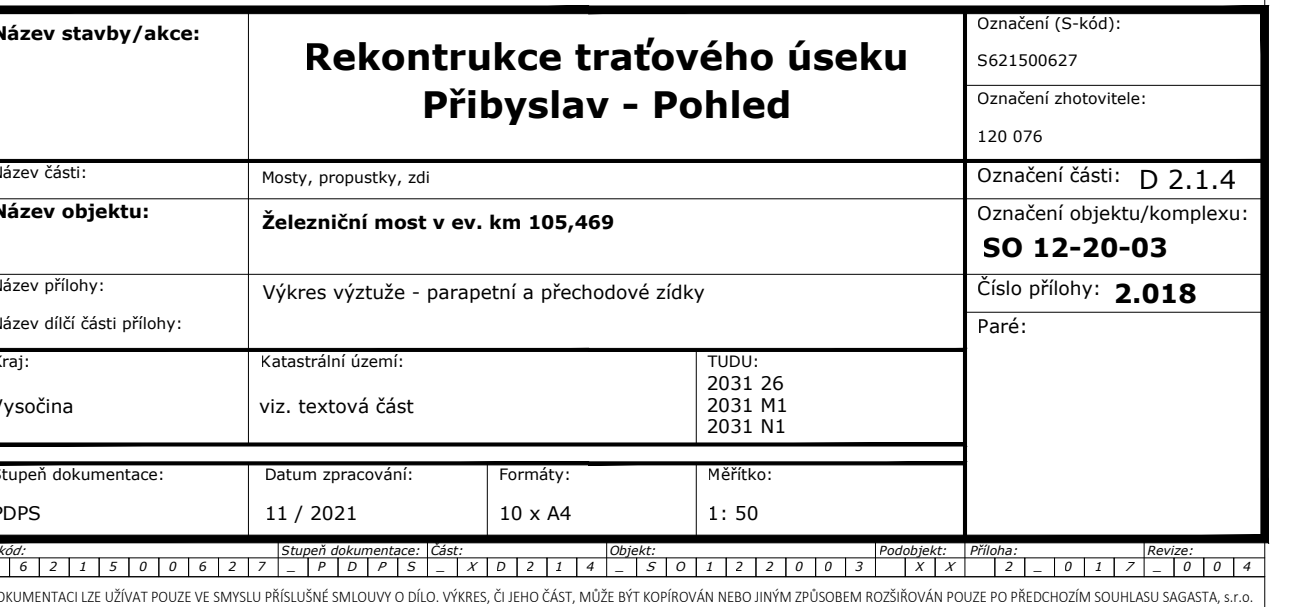 Název stavby/akce:
Rekontrukce traťového úseku
Přibyslav - Pohled
Označení (S-kód):
S621500627
Označení zhotovitele:
120 076
Název části:
Mosty, propustky, zdi
Označení části: D 2.1.4
Název objektu:
Železniční most v ev. km 105,469
Označení objektu/komplexu:
SO 12-20-03
Název přílohy:
Výkres výztuže - parapetní a přechodové zídky
Číslo přílohy: 2.018
Název dílčí části přílohy:
Paré:
Kraj:
Vysočina
Katastrální území:
viz. textová část
TUDU:
2031 26
2031 M1
2031 N1
Stupeň dokumentace:
PDPS
Datum zpracování:
11 / 2021
Formáty:
10 x A4
Měřítko:
1: 50
kód: Stupeň dokumentace: Část: Objekt: Podobjekt: Příloha: Revize:
6 2 1 5 0 0 6 2 7 _ P D P S _ X D 2 1 4 _ S O 1 2 2 0 0 3 X X 2 _ 0 1 7 _ 0 0 4
DOKUMENTACI LZE UŽÍVAT POUZE VE SMYSLU PŘÍSLUŠNÉ SMLOUVY O DÍLO. VÝKRES, ČI JEHO ČÁST, MŮŽE BÝT KOPÍROVÁN NEBO JINÝM ZPŮSOBEM ROZŠIŘOVÁN POUZE PO PŘEDCHOZÍM SOUHLASU SAGASTA, s.r.o.